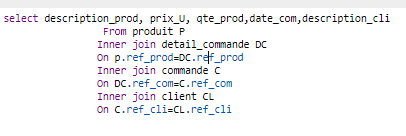 select description_prod, prix_U, qte_prod,date_com,description_cli
From produit P
Inner join detail_commande DC
On p.ref_prod=DC.ref_prod
Inner join commande C
On DC.ref_com=C.ref_com
Inner join client CL
On C.ref_cli=CL.ref_cli